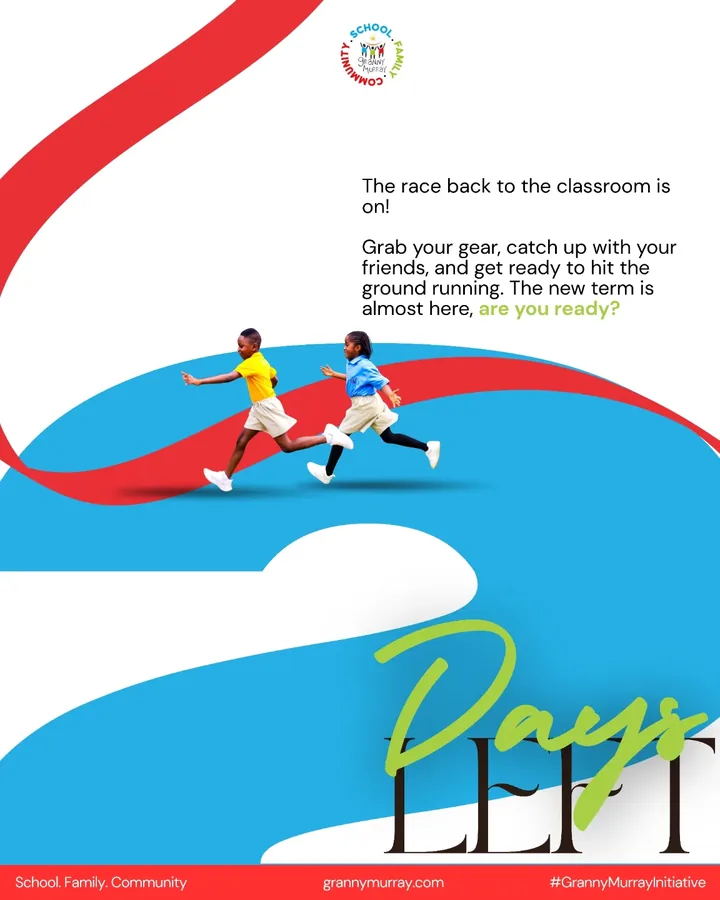 COMMUNITY · SCHOOL · FAMILY ·
granny
Murray
The race back to the classroom is
on!
Grab your gear, catch up with your
friends, and get ready to hit the
ground running. The new term is
almost here, are you ready?
2
Days
LEFT
School. Family. Community
grannymurray.com
#GrannyMurrayInitiative